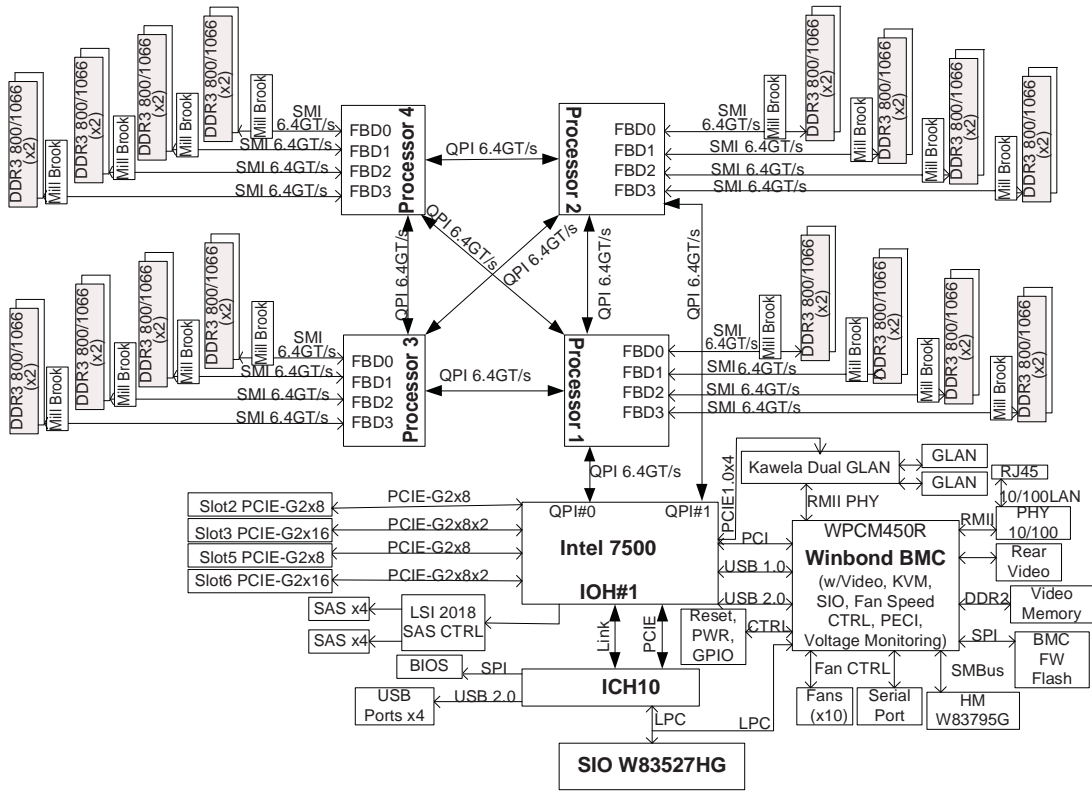 DDR3 800/1066
(x2)
Mill Brook
DDR3 800/1066
(x2)
Mill Brook
DDR3 800/1066
(x2)
Mill Brook
DDR3 800/1066
(x2)
Mill Brook
SMI
6.4GT/s
SMI 6.4GT/s
SMI 6.4GT/s
SMI 6.4GT/s
FBD0
FBD1
FBD2
FBD3
Processor 4
QPI 6.4GT/s
Processor 2
FBD0
FBD1
FBD2
FBD3
SMI
6.4GT/s
SMI 6.4GT/s
SMI 6.4GT/s
SMI 6.4GT/s
Mill Brook
DDR3 800/1066
(x2)
Mill Brook
DDR3 800/1066
(x2)
Mill Brook
DDR3 800/1066
(x2)
Mill Brook
DDR3 800/1066
(x2)
QPI 6.4GT/s
QPI 6.4GT/s
QPI 6.4GT/s
QPI 6.4GT/s
QPI 6.4GT/s
DDR3 800/1066
(x2)
Mill Brook
DDR3 800/1066
(x2)
Mill Brook
DDR3 800/1066
(x2)
Mill Brook
DDR3 800/1066
(x2)
Mill Brook
SMI
6.4GT/s
SMI 6.4GT/s
SMI 6.4GT/s
SMI 6.4GT/s
FBD0
FBD1
FBD2
FBD3
Processor 3
QPI 6.4GT/s
Processor 1
FBD0
FBD1
FBD2
FBD3
SMI
6.4GT/s
SMI6.4GT/s
SMI 6.4GT/s
SMI 6.4GT/s
Mill Brook
DDR3 800/1066
(x2)
Mill Brook
DDR3 800/1066
(x2)
Mill Brook
DDR3 800/1066
(x2)
Mill Brook
DDR3 800/1066
(x2)
QPI 6.4GT/s
PCIE1.0x4
Kawela Dual GLAN
GLAN
GLAN
RJ45
10/100LAN
RMII PHY
RMII
PHY
10/100
Slot2 PCIE-G2x8
PCIE-G2x8
Slot3 PCIE-G2x16
PCIE-G2x8x2
Slot5 PCIE-G2x8
PCIE-G2x8
Slot6 PCIE-G2x16
PCIE-G2x8x2
QPI#0
QPI#1
Intel 7500
IOH#1
PCI
USB 1.0
USB 2.0
WPCM450R
Winbond BMC
(w/Video, KVM,
SIO, Fan Speed
CTRL, PECI,
Voltage Monitoring)
Rear
Video
DDR2
Video
Memory
SPI
BMC
FW
Flash
SAS x4
SAS x4
LSI 2018
SAS CTRL
Link
PCIE
Reset,
PWR,
GPIO
CTRL
Fan CTRL
SMBus
Fans
(x10)
Serial
Port
HM
W83795G
BIOS
SPI
USB
Ports x4
USB 2.0
ICH10
LPC
LPC
SIO W83527HG